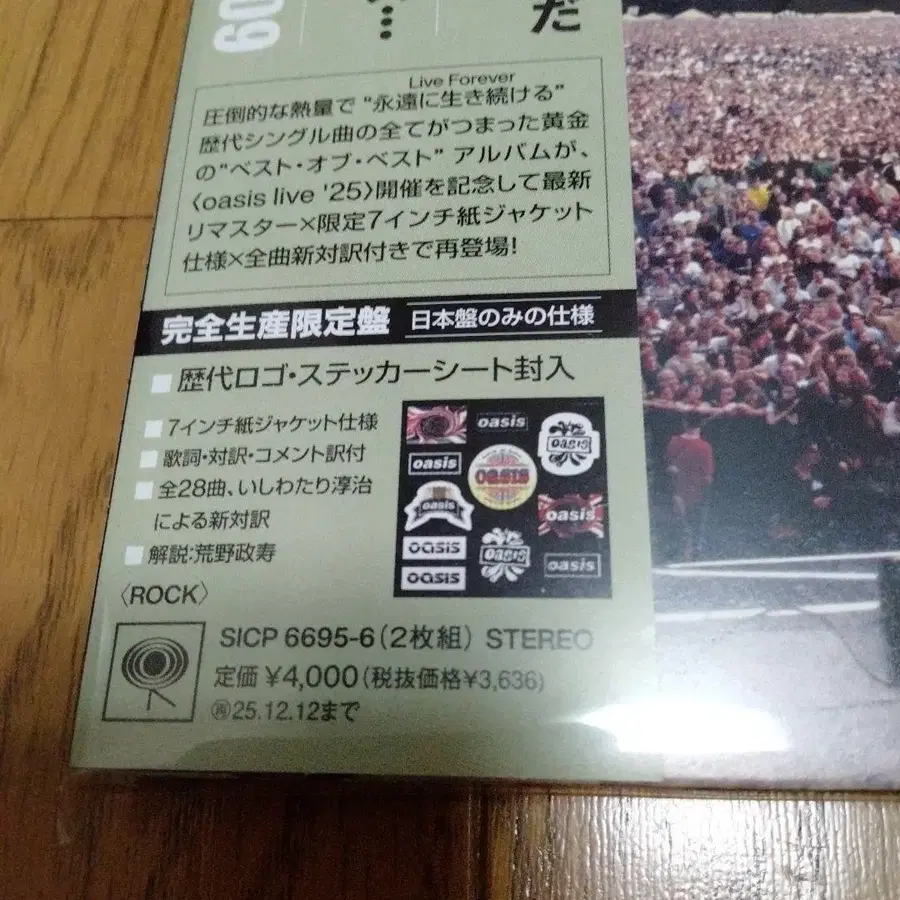 09
…
だ
Live Forever
圧倒的な熱量で “永遠に生き続ける”
歴代シングル曲の全てがつまった黄金
の“ベスト・オブ・ベスト” アルバムが、
〈oasis live '25〉開催を記念して最新
リマスター×限定7インチ紙ジャケット
仕様×全曲新対訳付きで再登場!
完全生産限定盤 日本盤のみの仕様
■歴代ロゴ・ステッカーシート封入
■7インチ紙ジャケット仕様
■歌詞・対訳・コメント訳付
■全28曲、いしわたり淳治
による新対訳
■解説:荒野政寿
oasis
oasis
oasis
oasis
oasis
oasis
oasis
oasis
oasis
oasis
〈ROCK〉
SICP 6695-6(2枚組) STEREO
定価 ¥4,000(税抜価格¥3,636)
㊢25.12.12まで